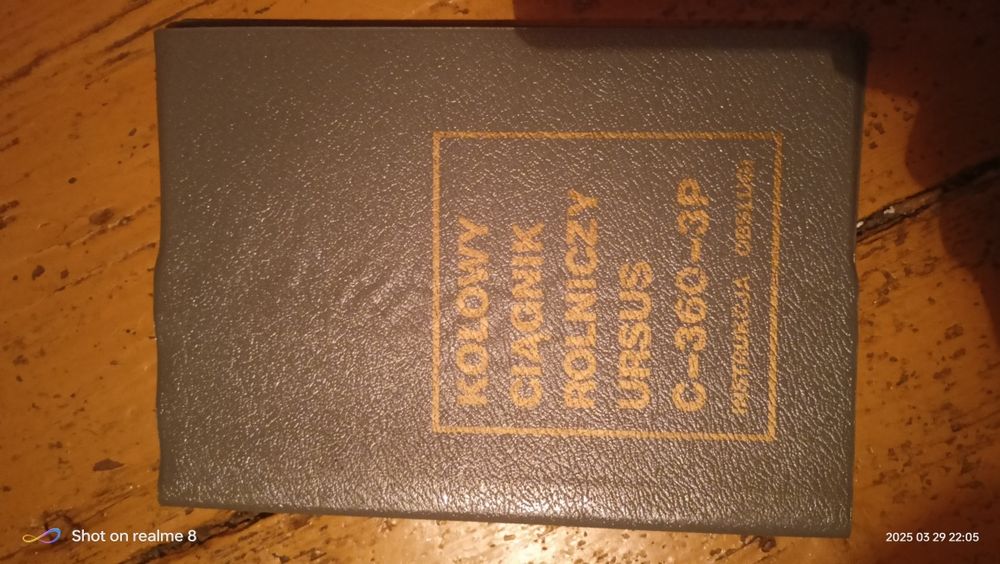 KOŁOWY
CIĄGNIK
ROLNICZY
URSUS
C-360-3P
INSTRUKCJA OBSŁUGI
Shot on realme 8
2025 03 29 22:05